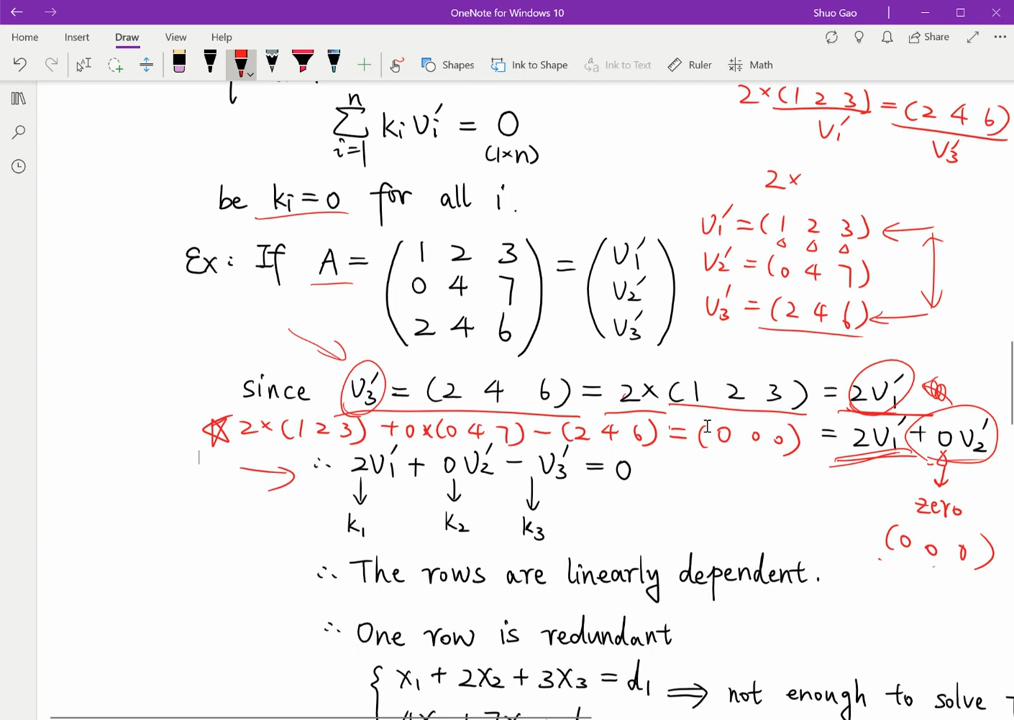 OneNote for Windows 10
Shuo Gao
Home Insert Draw View Help
Share
Shapes
Ink to Shape
Ink to Text
Ruler
Math
n
∑ kᵢ vᵢ′ = 0
i=1
(1×n)
2×(1 2 3) = (2 4 6)
v₁′
v₃′
be kᵢ=0 for all i.
2×
v₁′ = (1 2 3)
v₂′ = (0 4 7)
v₃′ = (2 4 6)
Ex: If A = (1 2 3 = (v₁′
0 4 7 v₂′
2 4 6) v₃′)
since v₃′ = (2 4 6) = 2×(1 2 3) = 2v₁′
2×(1 2 3) + 0×(0 4 7) − (2 4 6) = (0 0 0) = 2v₁′ + 0v₂′
∴ 2v₁′ + 0v₂′ − v₃′ = 0
↓ ↓ ↓
k₁ k₂ k₃
zero
(0 0 0)
∴ The rows are linearly dependent.
∴ One row is redundant
{ x₁ + 2x₂ + 3x₃ = d₁ ⟹ not enough to solve